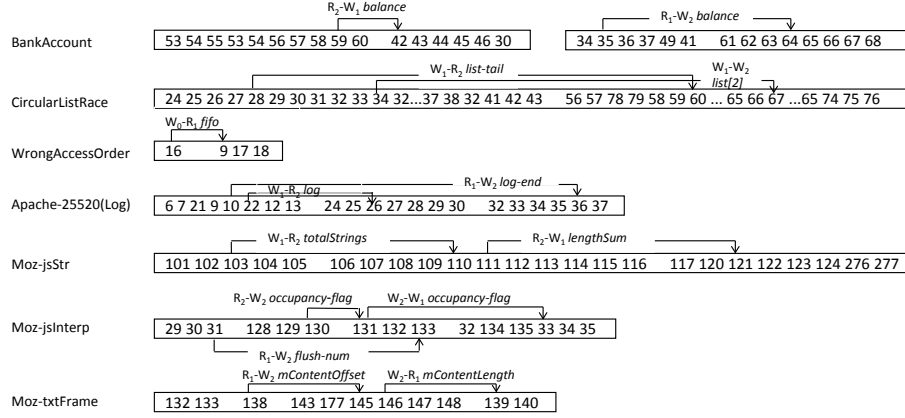 R2-W1 balance R1-W2 balance
BankAccount 53 54 55 53 54 56 57 58 59 60 42 43 44 45 46 30 34 35 36 37 49 41 61 62 63 64 65 66 67 68
W1-R2 list-tail W1-W2 list[2]
CircularListRace 24 25 26 27 28 29 30 31 32 33 34 32...37 38 32 41 42 43 56 57 78 79 58 59 60 ... 65 66 67 ...65 74 75 76
W0-R1 fifo
WrongAccessOrder 16 9 17 18
R1-W2 log-end
W1-R2 log
Apache-25520(Log) 6 7 21 9 10 22 12 13 24 25 26 27 28 29 30 32 33 34 35 36 37
W1-R2 totalStrings R2-W1 lengthSum
Moz-jsStr 101 102 103 104 105 106 107 108 109 110 111 112 113 114 115 116 117 120 121 122 123 124 276 277
R2-W2 occupancy-flag W2-W1 occupancy-flag
Moz-jsInterp 29 30 31 128 129 130 131 132 133 32 134 135 33 34 35
R1-W2 flush-num
R1-W2 mContentOffset W2-R1 mContentLength
Moz-txtFrame 132 133 138 143 177 145 146 147 148 139 140